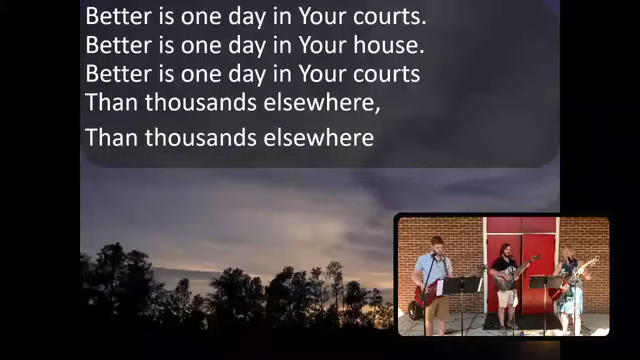 Better is one day in Your courts.
Better is one day in Your house.
Better is one day in Your courts
Than thousands elsewhere,
Than thousands elsewhere